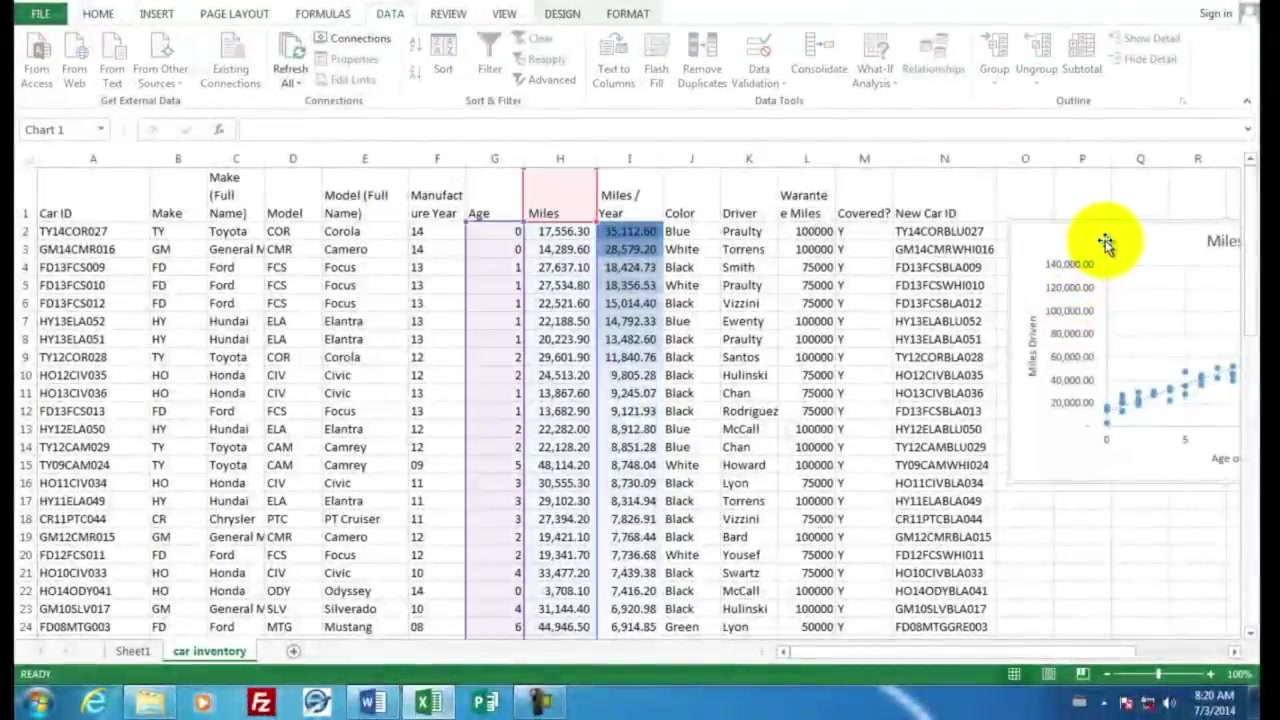 FILE HOME INSERT PAGE LAYOUT FORMULAS DATA REVIEW VIEW DESIGN FORMAT Sign in
From Access From Web From Text From Other Sources Existing Connections Refresh All Connections Properties Edit Links Sort Filter Clear Reapply Advanced Text to Columns Flash Fill Remove Duplicates Data Validation Consolidate What-If Analysis Relationships Group Ungroup Subtotal Show Detail Hide Detail
Get External Data Connections Sort & Filter Data Tools Outline
Chart 1 fx
A B C D E F G H I J K L M N O P Q R
1 Car ID Make Make (Full Name) Model Model (Full Name) Manufacture Year Age Miles Miles / Year Color Driver Warantee Miles Covered? New Car ID
2 TY14COR027 TY Toyota COR Corola 14 0 17,556.30 35,112.60 Blue Praulty 100000 Y TY14CORBLU027
3 GM14CMR016 GM General M CMR Camero 14 0 14,289.60 28,579.20 White Torrens 100000 Y GM14CMRWHI016
4 FD13FCS009 FD Ford FCS Focus 13 1 27,637.10 18,424.73 Black Smith 75000 Y FD13FCSBLA009
5 FD13FCS010 FD Ford FCS Focus 13 1 27,534.80 18,356.53 White Praulty 75000 Y FD13FCSWHI010
6 FD13FCS012 FD Ford FCS Focus 13 1 22,521.60 15,014.40 Black Vizzini 75000 Y FD13FCSBLA012
7 HY13ELA052 HY Hundai ELA Elantra 13 1 22,188.50 14,792.33 Blue Ewenty 100000 Y HY13ELABLU052
8 HY13ELA051 HY Hundai ELA Elantra 13 1 20,223.90 13,482.60 Black Praulty 100000 Y HY13ELABLA051
9 TY12COR028 TY Toyota COR Corola 12 2 29,601.90 11,840.76 Black Santos 100000 Y TY12CORBLA028
10 HO12CIV035 HO Honda CIV Civic 12 2 24,513.20 9,805.28 Black Hulinski 75000 Y HO12CIVBLA035
11 HO13CIV036 HO Honda CIV Civic 13 1 13,867.60 9,245.07 Black Chan 75000 Y HO13CIVBLA036
12 FD13FCS013 FD Ford FCS Focus 13 1 13,682.90 9,121.93 Black Rodriguez 75000 Y FD13FCSBLA013
13 HY12ELA050 HY Hundai ELA Elantra 12 2 22,282.00 8,912.80 Blue McCall 100000 Y HY12ELABLU050
14 TY12CAM029 TY Toyota CAM Camrey 12 2 22,128.20 8,851.28 Blue Chan 100000 Y TY12CAMBLU029
15 TY09CAM024 TY Toyota CAM Camrey 09 5 48,114.20 8,748.04 White Howard 100000 Y TY09CAMWHI024
16 HO11CIV034 HO Honda CIV Civic 11 3 30,555.30 8,730.09 Black Lyon 75000 Y HO11CIVBLA034
17 HY11ELA049 HY Hundai ELA Elantra 11 3 29,102.30 8,314.94 Black Torrens 100000 Y HY11ELABLA049
18 CR11PTC044 CR Chrysler PTC PT Cruiser 11 3 27,394.20 7,826.91 Black Vizzini 75000 Y CR11PTCBLA044
19 GM12CMR015 GM General M CMR Camero 12 2 19,421.10 7,768.44 Black Bard 100000 Y GM12CMRBLA015
20 FD12FCS011 FD Ford FCS Focus 12 2 19,341.70 7,736.68 White Yousef 75000 Y FD12FCSWHI011
21 HO10CIV033 HO Honda CIV Civic 10 4 33,477.20 7,439.38 Black Swartz 75000 Y HO10CIVBLA033
22 HO14ODY041 HO Honda ODY Odyssey 14 0 3,708.10 7,416.20 Black McCall 100000 Y HO14ODYBLA041
23 GM10SLV017 GM General M SLV Silverado 10 4 31,144.40 6,920.98 Black Hulinski 100000 Y GM10SLVBLA017
24 FD08MTG003 FD Ford MTG Mustang 08 6 44,946.50 6,914.85 Green Lyon 50000 Y FD08MTGGRE003
Miles
140,000.00
120,000.00
100,000.00
80,000.00
60,000.00
40,000.00
20,000.00
-
0 5
Miles Driven
Age o
Sheet1 car inventory
READY 100%
8:20 AM
7/3/2014